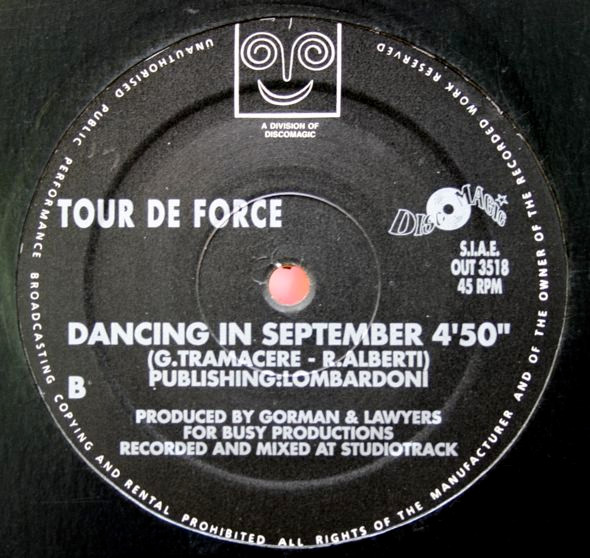 A DIVISION OF
DISCOMAGIC
TOUR DE FORCE
DISCOMAGIC
S.I.A.E.
OUT 3518
45 RPM
DANCING IN SEPTEMBER 4'50"
(G.TRAMACERE - R.ALBERTI)
PUBLISHING:LOMBARDONI
B
PRODUCED BY GORMAN & LAWYERS
FOR BUSY PRODUCTIONS
RECORDED AND MIXED AT STUDIOTRACK
UNAUTHORISED PUBLIC PERFORMANCE BROADCASTING COPYING AND RENTAL PROHIBITED ALL RIGHTS OF THE MANUFACTURER AND OF THE OWNER OF THE RECORDED WORK RESERVED